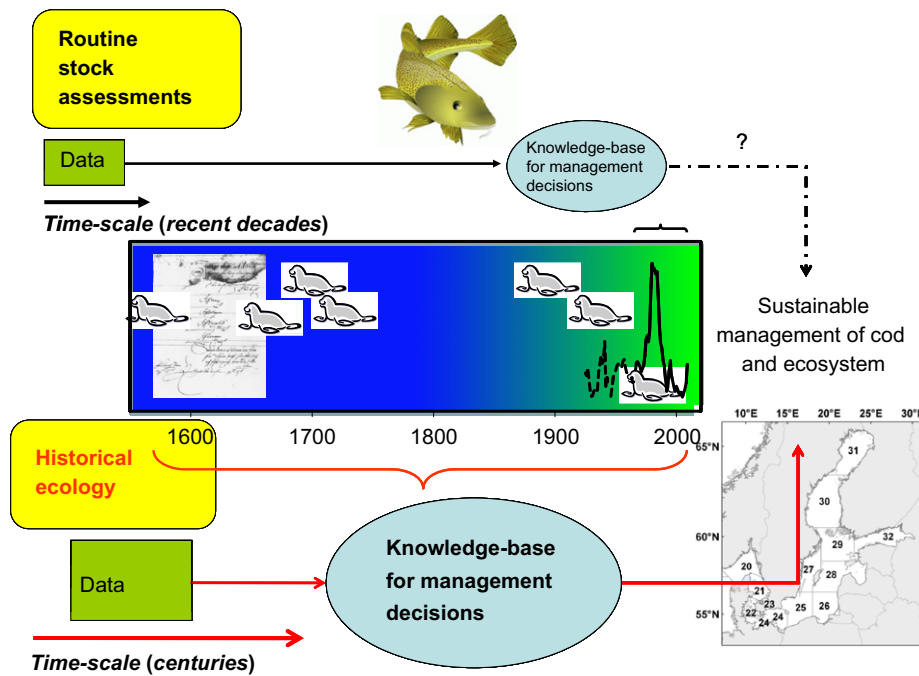 Routine
stock
assessments
Data
Knowledge-base
for management
decisions
?
Time-scale (recent decades)
Sustainable
management of cod
and ecosystem
1600 1700 1800 1900 2000
Historical
ecology
Data
Knowledge-base
for management
decisions
Time-scale (centuries)
10°E 15°E 20°E 25°E 30°E
65°N
60°N
55°N
31
30
29
32
20
27
28
21
22
23
24
24
25
26